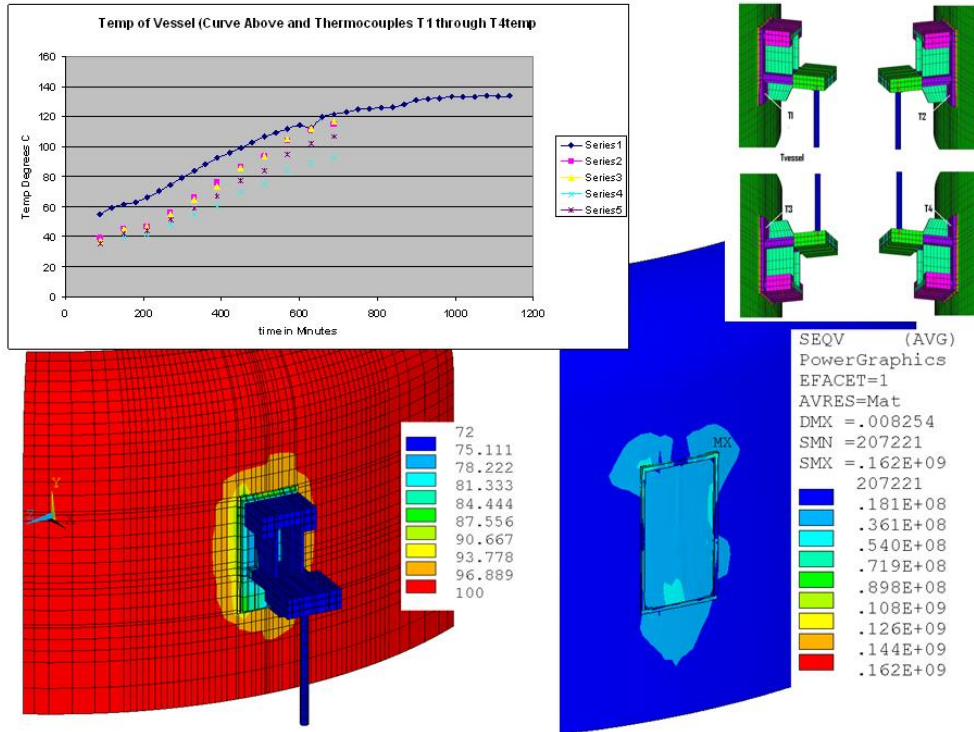 Temp of Vessel (Curve Above and Thermocouples T1 through T4temp
160
140
120
100
80
60
40
20
0
0
200
400
600
800
1000
1200
Temp Degrees C
time in Minutes
Series1
Series2
Series3
Series4
Series5
T1
T2
Tvessel
T3
T4
72
75.111
78.222
81.333
84.444
87.556
90.667
93.778
96.889
100
Y
MX
SEQV (AVG)
PowerGraphics
EFACET=1
AVRES=Mat
DMX =.008254
SMN =207221
SMX =.162E+09
207221
.181E+08
.361E+08
.540E+08
.719E+08
.898E+08
.108E+09
.126E+09
.144E+09
.162E+09